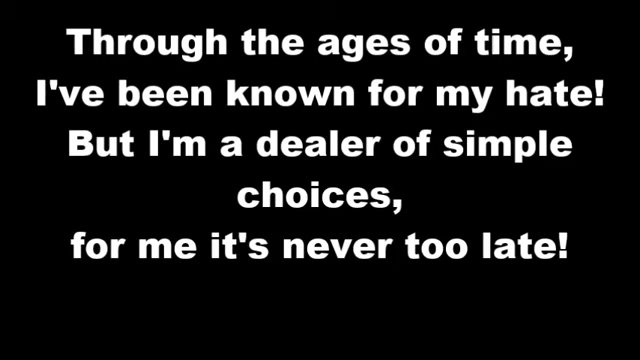 Through the ages of time,
I've been known for my hate!
But I'm a dealer of simple
choices,
for me it's never too late!